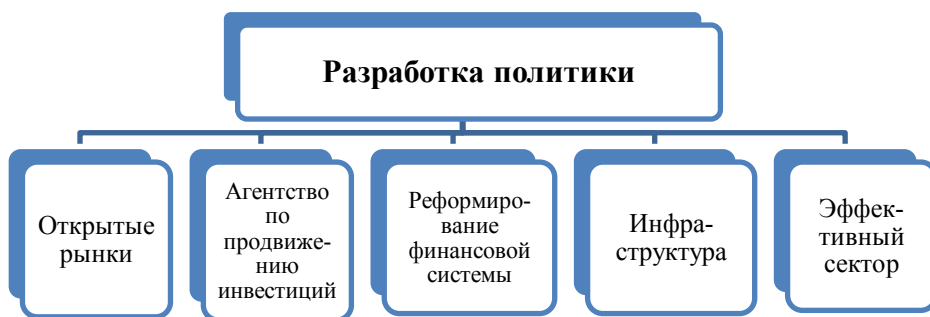 Разработка политики
Открытые
рынки
Агентство
по
продвиже-
нию
инвестиций
Реформиро-
вание
финансовой
системы
Инфра-
структура
Эффек-
тивный
сектор